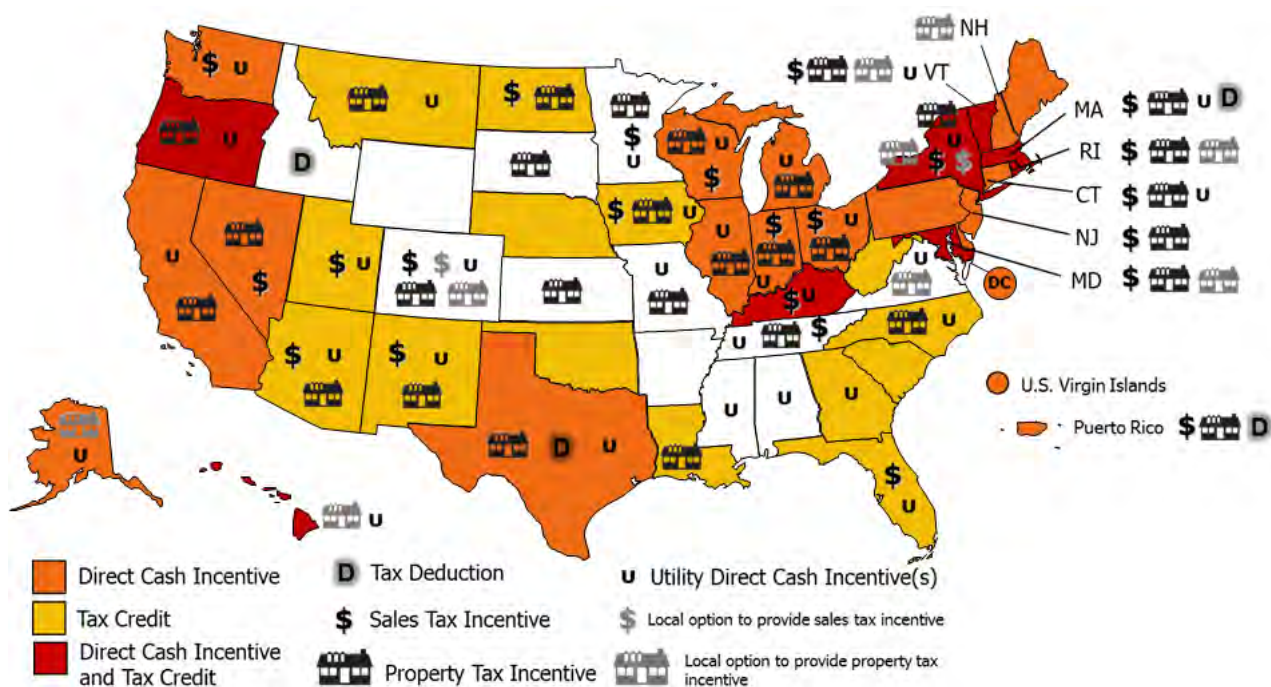 NH
$ U VT
$ U
U
$
$
U
U
U
U
MA $ U D
U
D
$
U
$ $
RI $ $
CT $ U
$ U
$
$
$ U
U
NJ $
U
$ U
$ $ U
U
U
U
MD $
DC
$
$ U
$ U
$ U
U $
U U U
U.S. Virgin Islands
Puerto Rico $ D
D U
$
U
U
U
Direct Cash Incentive
D Tax Deduction
U Utility Direct Cash Incentive(s)
Tax Credit
$ Sales Tax Incentive
$ Local option to provide sales tax incentive
Direct Cash Incentive
and Tax Credit
Property Tax Incentive
Local option to provide property tax
incentive